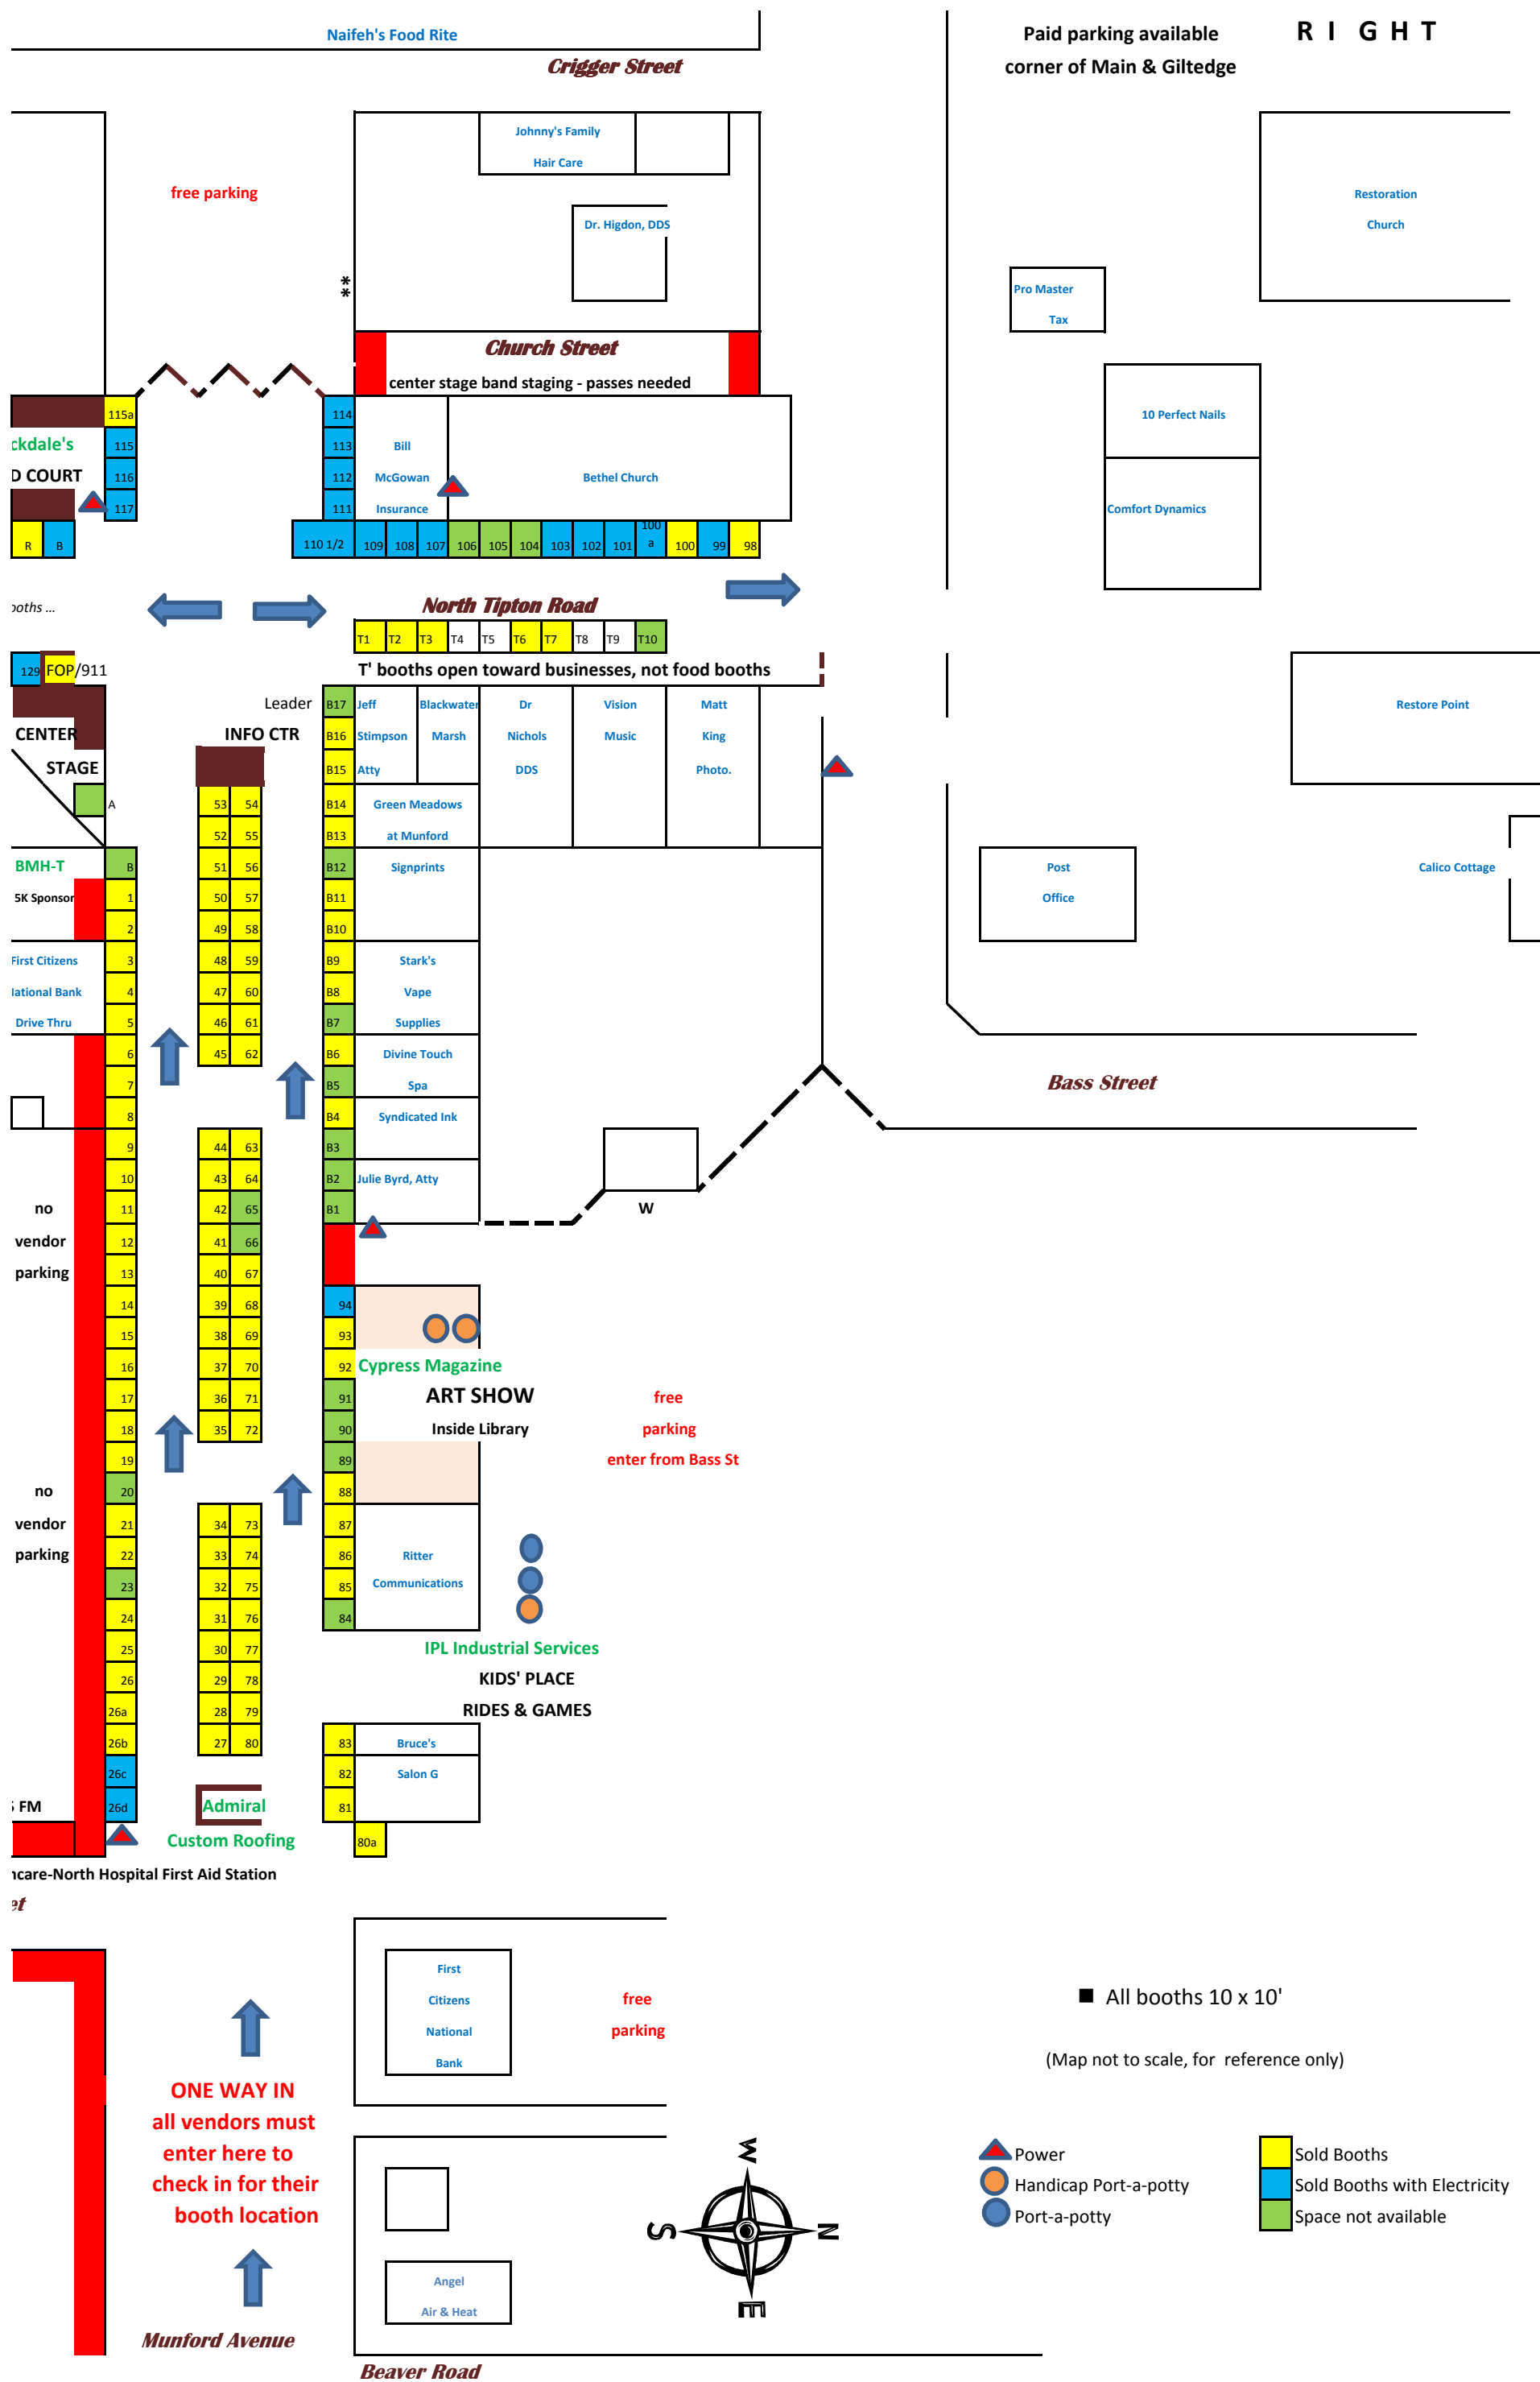 Naifeh's Food Rite
Paid parking available
R I G H T
Crigger Street
corner of Main & Giltedge
Johnny's Family
Hair Care
free parking
Restoration
Church
Dr. Higdon, DDS
**
Pro Master
Tax
Church Street
center stage band staging - passes needed
115a
114
10 Perfect Nails
ckdale's
115
113
Bill
D COURT
116
112
McGowan
Bethel Church
117
111
Insurance
Comfort Dynamics
R B
110 1/2 109 108 107 106 105 104 103 102 101 100a 100 99 98
ooths ...
North Tipton Road
T1 T2 T3 T4 T5 T6 T7 T8 T9 T10
129 FOP/911
T' booths open toward businesses, not food booths
Leader B17 Jeff Blackwater Dr Vision Matt
Restore Point
CENTER
INFO CTR
B16 Stimpson Marsh Nichols Music King
STAGE
B15 Atty DDS Photo.
A 53 54 B14 Green Meadows
52 55 B13 at Munford
BMH-T B 51 56 B12 Signprints
Post
Calico Cottage
5K Sponsor 1 50 57 B11
Office
2 49 58 B10
First Citizens 3 48 59 B9 Stark's
National Bank 4 47 60 B8 Vape
Drive Thru 5 46 61 B7 Supplies
6 45 62 B6 Divine Touch
7 B5 Spa
Bass Street
8 B4 Syndicated Ink
9 44 63 B3
10 43 64 B2 Julie Byrd, Atty
no 11 42 65 B1
W
vendor 12 41 66
parking 13 40 67
14 39 68 94
15 38 69 93
16 37 70 92 Cypress Magazine
17 36 71 91 ART SHOW free
18 35 72 90 Inside Library parking
19 89 enter from Bass St
no 20 88
vendor 21 34 73 87
parking 22 33 74 86 Ritter
23 32 75 85 Communications
24 31 76 84
25 30 77 IPL Industrial Services
26 29 78 KIDS' PLACE
26a 28 79 RIDES & GAMES
26b 27 80 83 Bruce's
26c 82 Salon G
FM 26d Admiral 81
Custom Roofing 80a
ncare-North Hospital First Aid Station
et
First
Citizens free
■ All booths 10 x 10'
National parking
Bank
(Map not to scale, for reference only)
ONE WAY IN
all vendors must
enter here to
check in for their
booth location
W
S N
E
Power
Sold Booths
Handicap Port-a-potty
Sold Booths with Electricity
Port-a-potty
Space not available
Angel
Air & Heat
Munford Avenue
Beaver Road